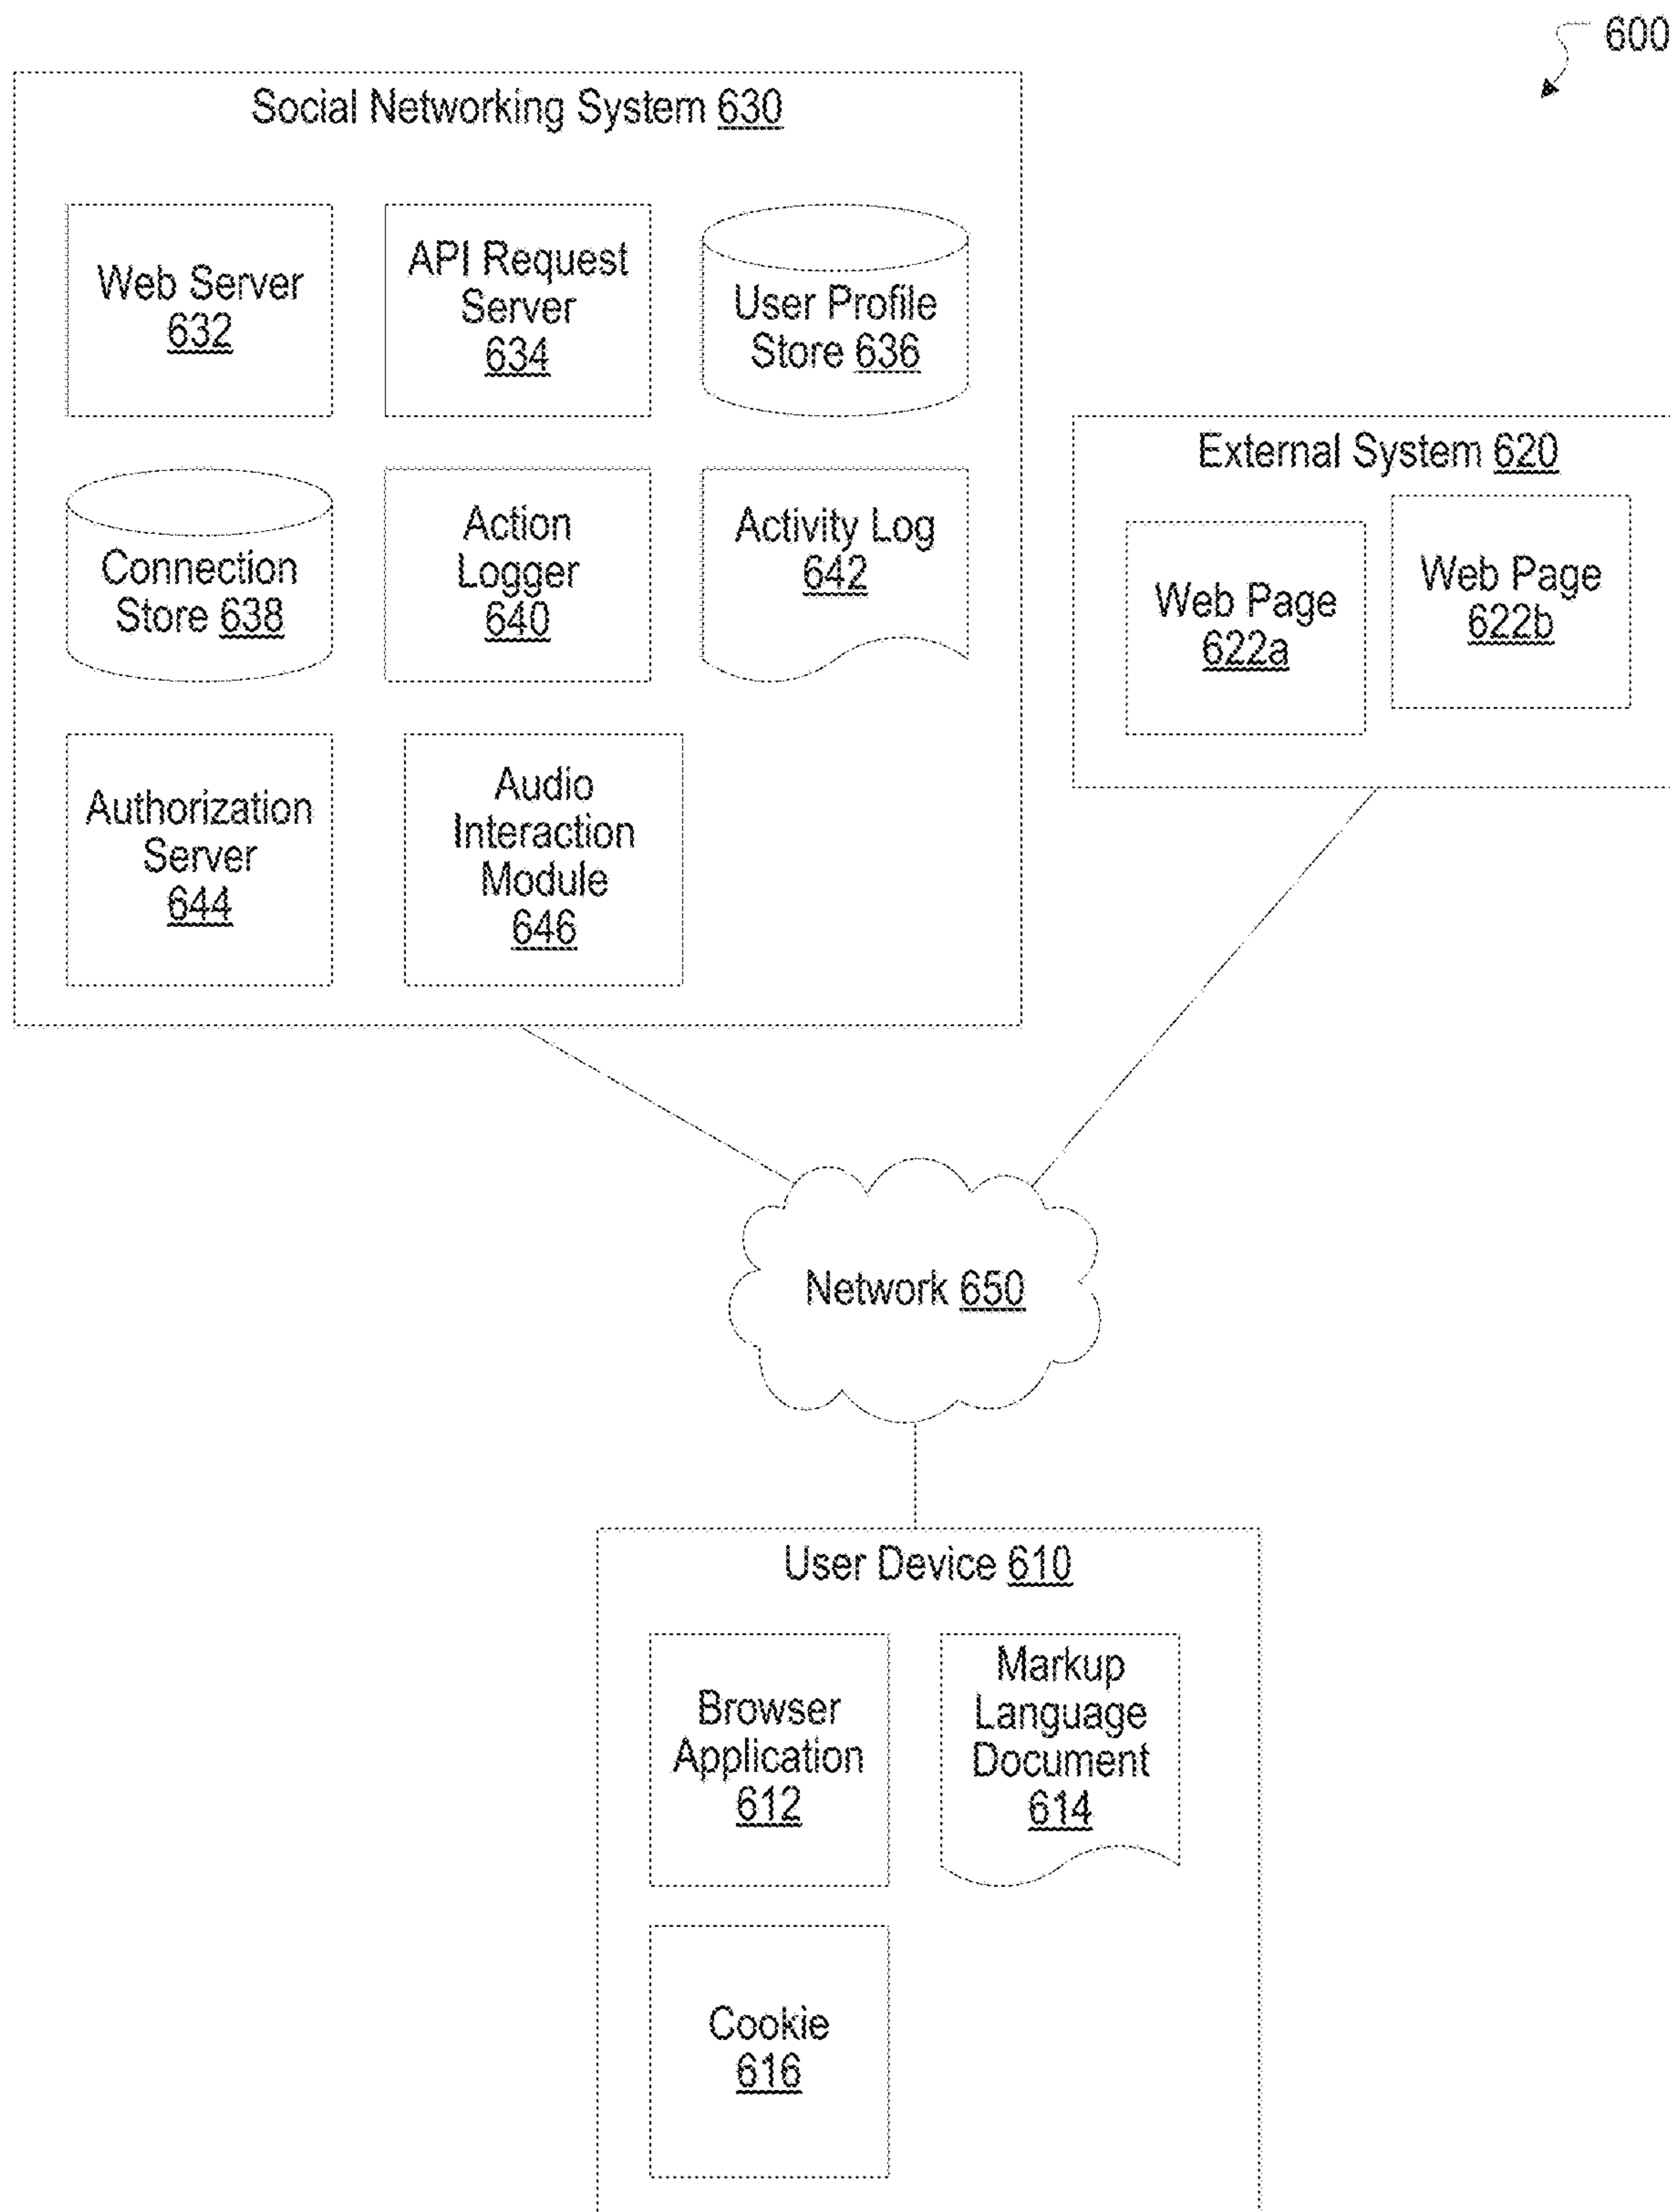 600
Social Networking System 630
Web Server
632
API Request
Server
634
User Profile
Store 636
Connection
Store 638
Action
Logger
640
Activity Log
642
Authorization
Server
644
Audio
Interaction
Module
646
External System 620
Web Page
622a
Web Page
622b
Network 650
User Device 610
Browser
Application
612
Markup
Language
Document
614
Cookie
616